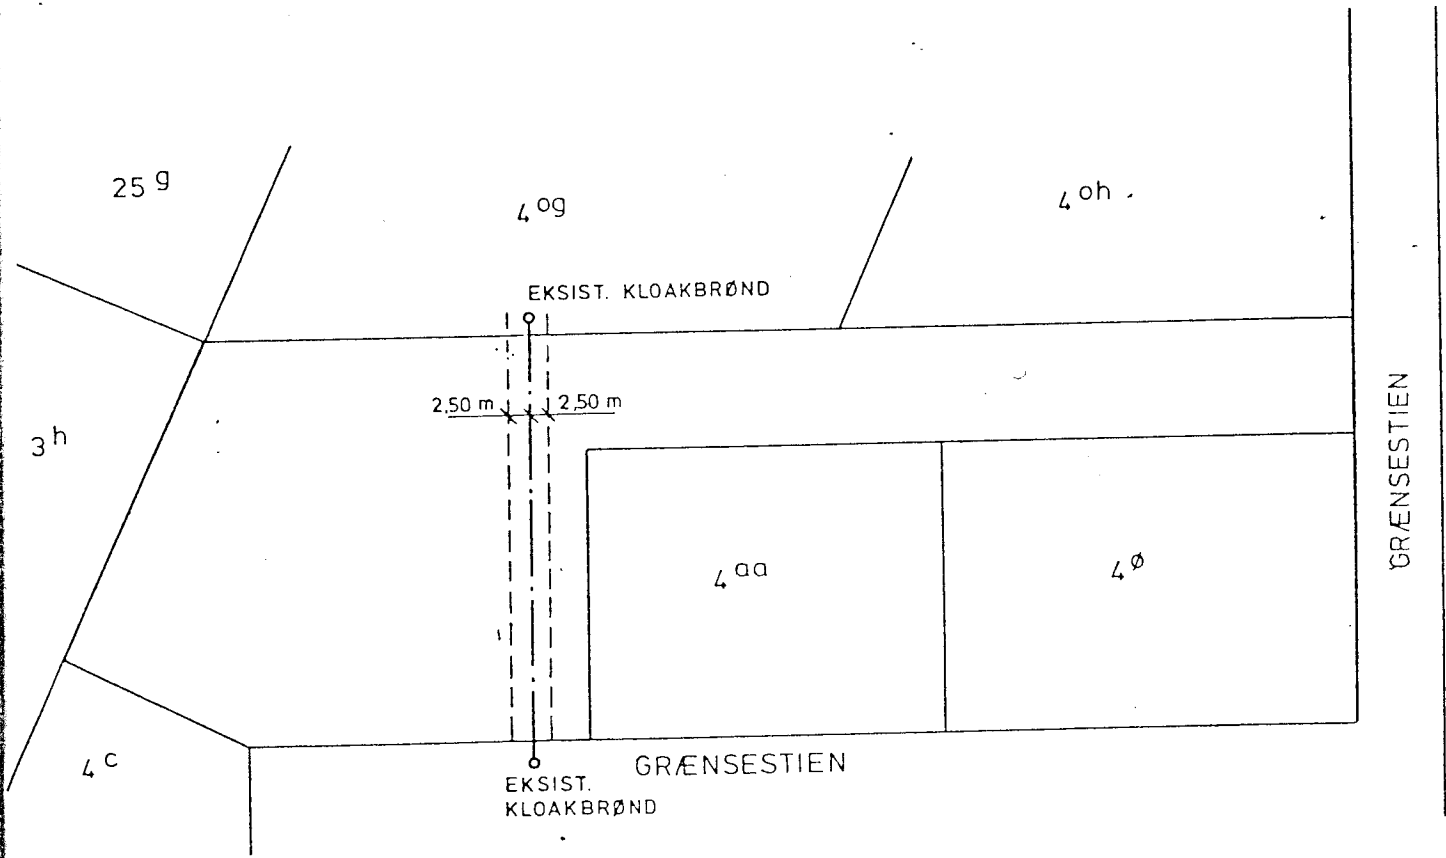 25 g
4 og
4 oh
EKSIST. KLOAKBRØND
2,50 m 2,50 m
3 h
GRÆNSESTIEN
4 aa
4 ø
4 c
GRÆNSESTIEN
EKSIST.
KLOAKBRØND